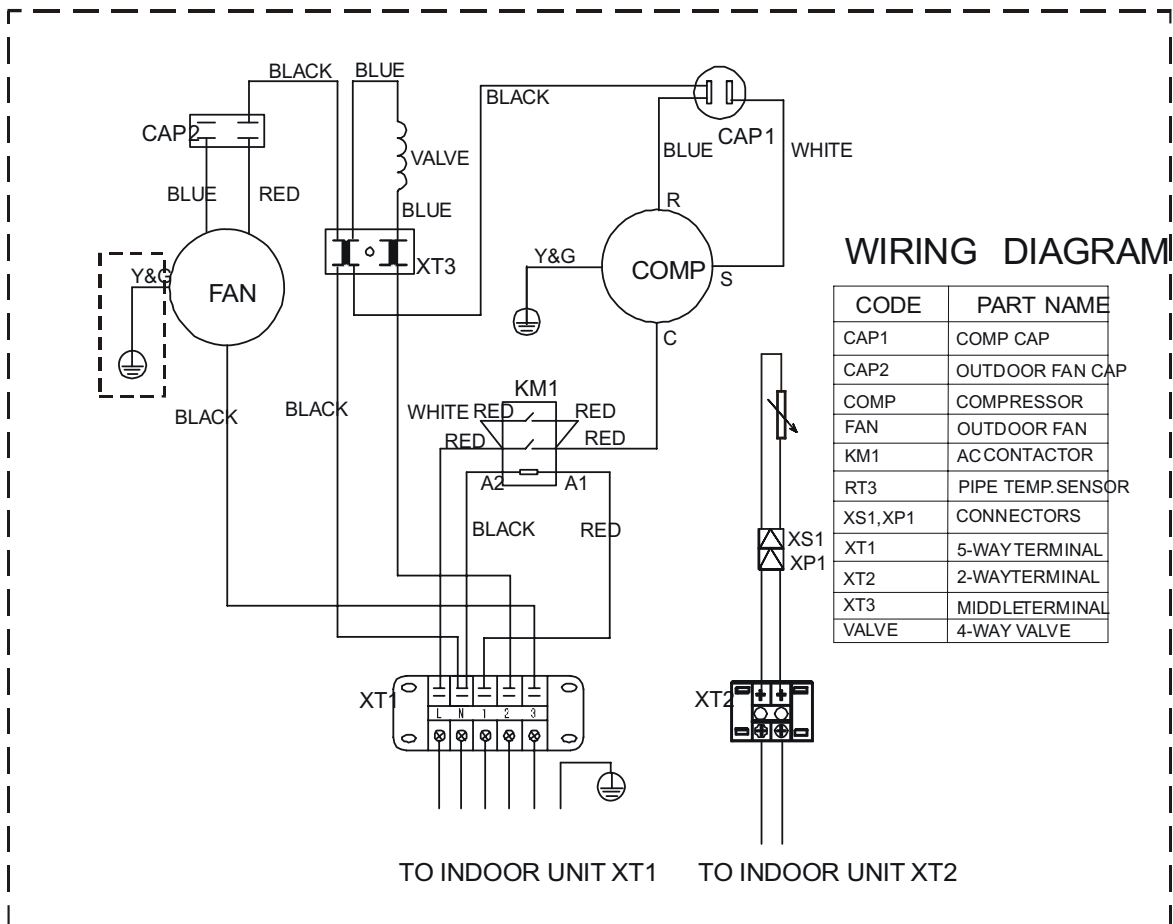 BLACK
BLUE
BLACK
CAP2
CAP1
VALVE
BLUE
WHITE
BLUE
RED
BLUE
R
XT3
Y&G
FAN
Y&G
COMP
S
C
WIRING DIAGRAM
CODE PART NAME
CAP1 COMP CAP
CAP2 OUTDOOR FAN CAP
COMP COMPRESSOR
FAN OUTDOOR FAN
KM1 AC CONTACTOR
RT3 PIPE TEMP. SENSOR
XS1,XP1 CONNECTORS
XT1 5-WAY TERMINAL
XT2 2-WAYTERMINAL
XT3 MIDDLETERMINAL
VALVE 4-WAY VALVE
KM1
BLACK
BLACK
WHITE RED RED
RED RED
A2 A1
BLACK RED
XS1
XP1
XT1
L N 1 2 3
XT2
TO INDOOR UNIT XT1
TO INDOOR UNIT XT2